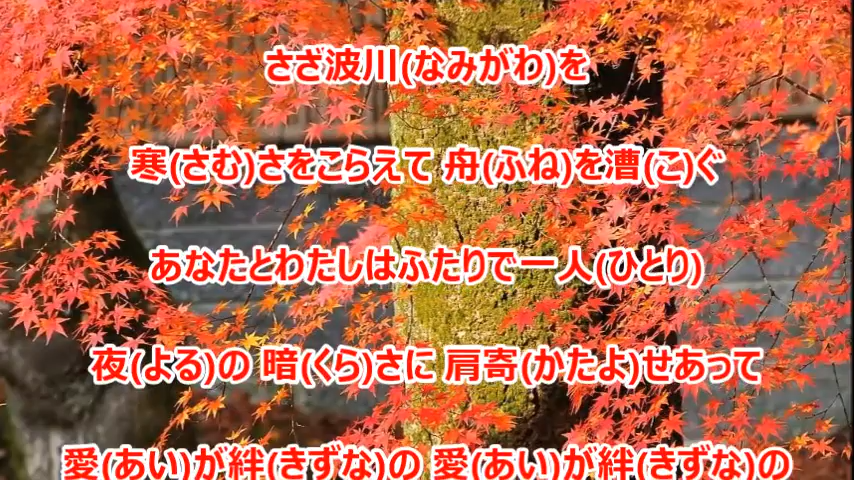 さざ波川(なみがわ)を
寒(さむ)さをこらえて 舟(ふね)を漕(こ)ぐ
あなたとわたしはふたりで一人(ひとり)
夜(よる)の 暗(くら)さに 肩寄(かたよ)せあって
愛(あい)が絆(きずな)の 愛(あい)が絆(きずな)の